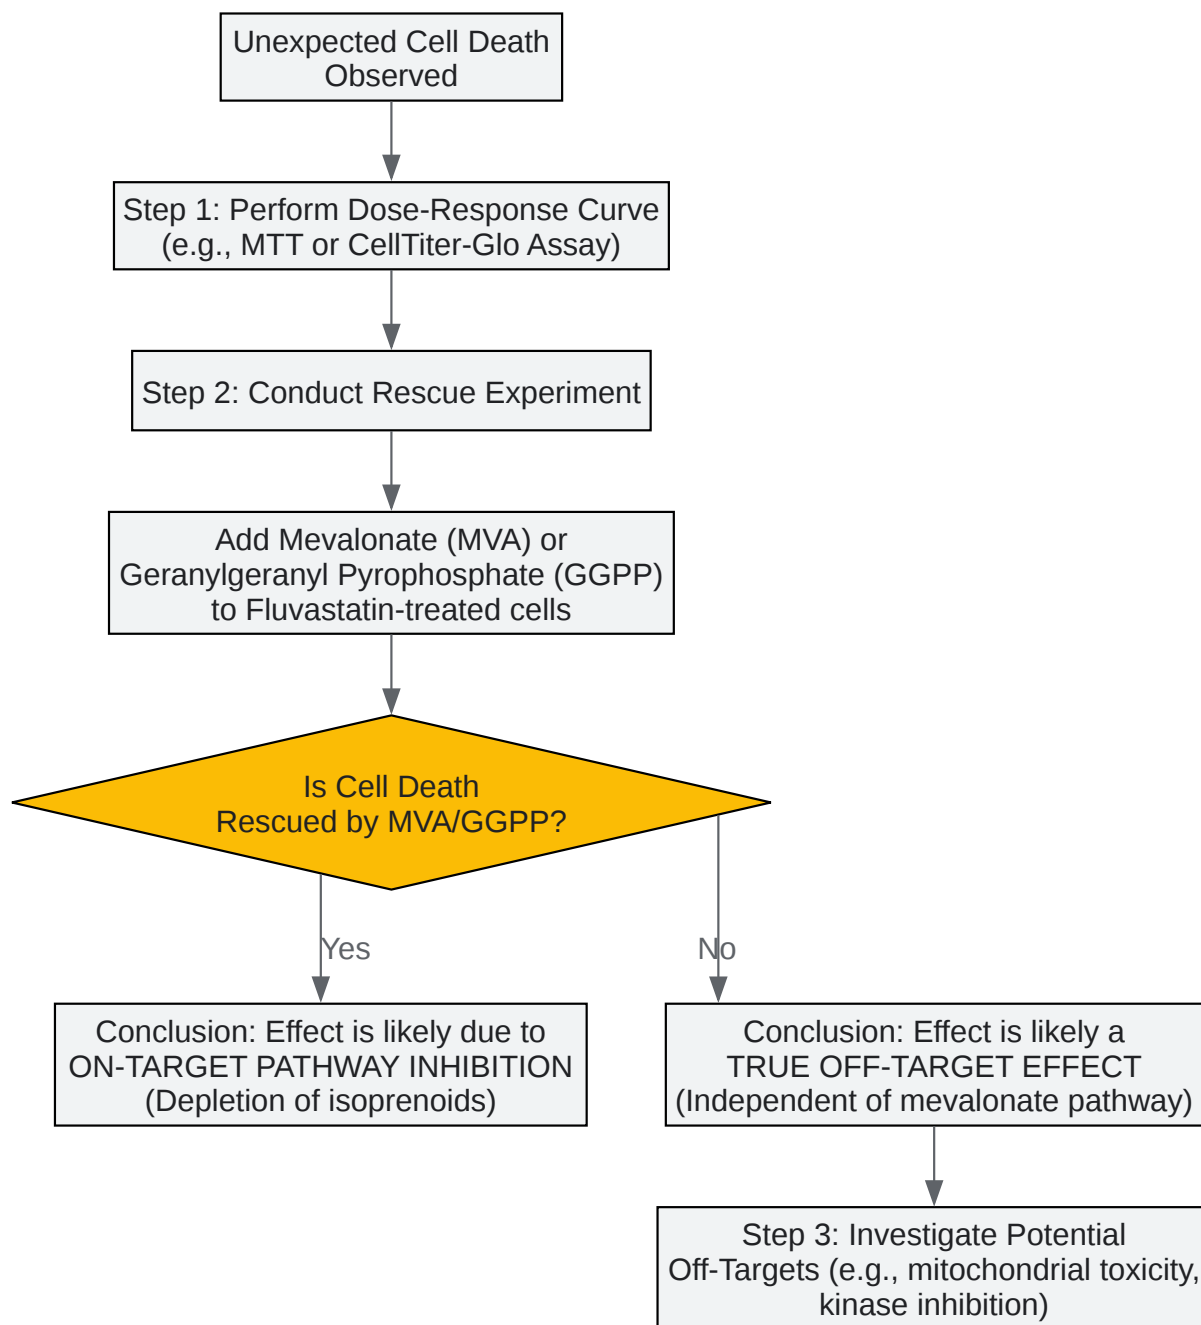 Unexpected Cell Death
Observed
Step 1: Perform Dose-Response Curve
(e.g., MTT or CellTiter-Glo Assay)
Step 2: Conduct Rescue Experiment
Add Mevalonate (MVA) or
Geranylgeranyl Pyrophosphate (GGPP)
to Fluvastatin-treated cells
Is Cell Death
Rescued by MVA/GGPP?
Yes
No
Conclusion: Effect is likely due to
ON-TARGET PATHWAY INHIBITION
(Depletion of isoprenoids)
Conclusion: Effect is likely a
TRUE OFF-TARGET EFFECT
(Independent of mevalonate pathway)
Step 3: Investigate Potential
Off-Targets (e.g., mitochondrial toxicity,
kinase inhibition)